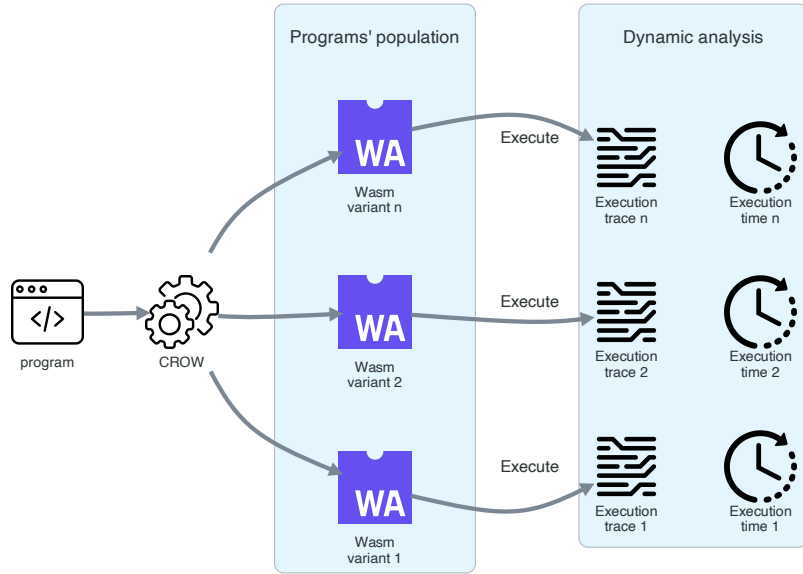 Programs' population
Dynamic analysis
WA
Wasm
variant n
Execute
Execution
trace n
Execution
time n
</>
program
CROW
WA
Wasm
variant 2
Execute
Execution
trace 2
Execution
time 2
WA
Wasm
variant 1
Execute
Execution
trace 1
Execution
time 1